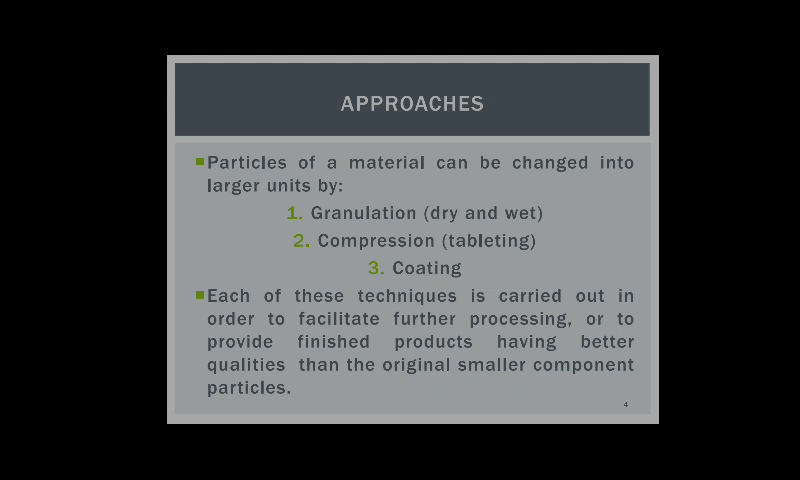 APPROACHES
Particles of a material can be changed into
larger units by:
1. Granulation (dry and wet)
2. Compression (tableting)
3. Coating
Each of these techniques is carried out in
order to facilitate further processing, or to
provide finished products having better
qualities than the original smaller component
particles.
4